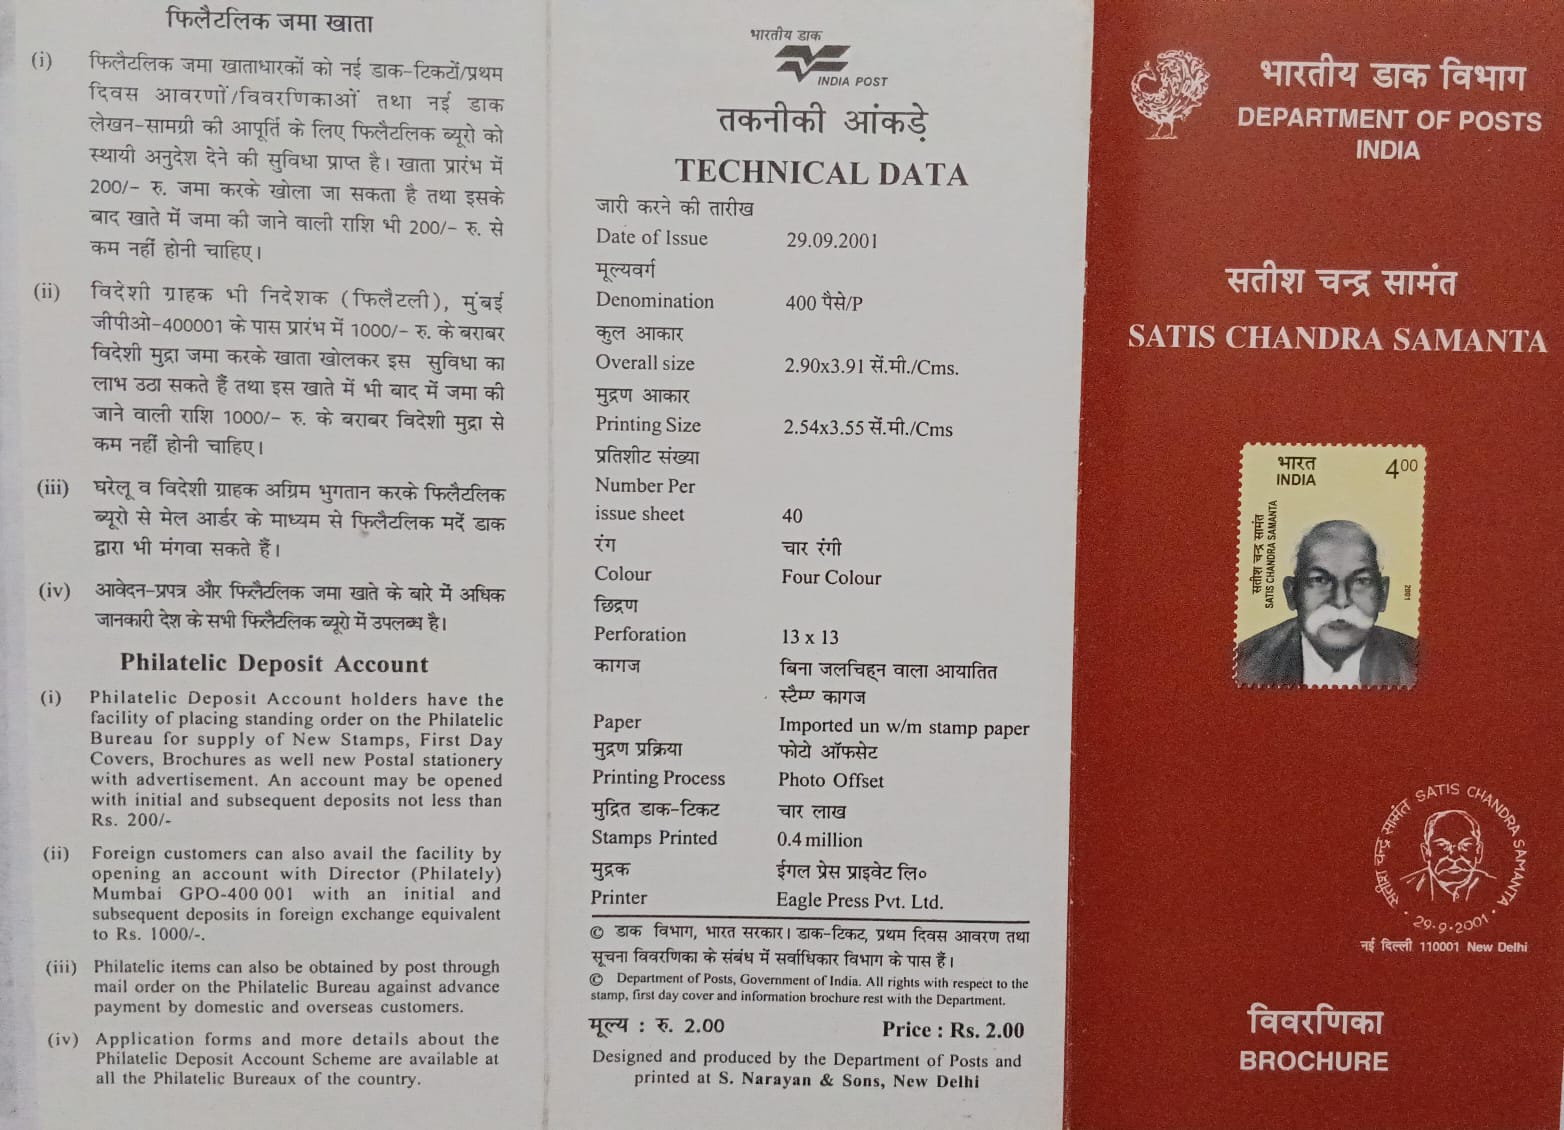 फिलैटलिक जमा खाता
(i) फिलैटलिक जमा खाताधारकों को नई डाक-टिकटों/प्रथम
दिवस आवरणों/विवरणिकाओं तथा नई डाक
लेखन-सामग्री की आपूर्ति के लिए फिलैटलिक ब्यूरो को
स्थायी अनुदेश देने की सुविधा प्राप्त है। खाता प्रारंभ में
200/- रु. जमा करके खोला जा सकता है तथा इसके
बाद खाते में जमा की जाने वाली राशि भी 200/- रु. से
कम नहीं होनी चाहिए।
(ii) विदेशी ग्राहक भी निदेशक (फिलैटली), मुंबई
जीपीओ-400001 के पास प्रारंभ में 1000/- रु. के बराबर
विदेशी मुद्रा जमा करके खाता खोलकर इस सुविधा का
लाभ उठा सकते हैं तथा इस खाते में भी बाद में जमा की
जाने वाली राशि 1000/- रु. के बराबर विदेशी मुद्रा से
कम नहीं होनी चाहिए।
(iii) घरेलू व विदेशी ग्राहक अग्रिम भुगतान करके फिलैटलिक
ब्यूरो से मेल आर्डर के माध्यम से फिलैटलिक मदें डाक
द्वारा भी मंगवा सकते हैं।
(iv) आवेदन-प्रपत्र और फिलैटलिक जमा खाते के बारे में अधिक
जानकारी देश के सभी फिलैटलिक ब्यूरो में उपलब्ध है।
Philatelic Deposit Account
(i) Philatelic Deposit Account holders have the
facility of placing standing order on the Philatelic
Bureau for supply of New Stamps, First Day
Covers, Brochures as well new Postal stationery
with advertisement. An account may be opened
with initial and subsequent deposits not less than
Rs. 200/-
(ii) Foreign customers can also avail the facility by
opening an account with Director (Philately)
Mumbai GPO-400 001 with an initial and
subsequent deposits in foreign exchange equivalent
to Rs. 1000/-.
(iii) Philatelic items can also be obtained by post through
mail order on the Philatelic Bureau against advance
payment by domestic and overseas customers.
(iv) Application forms and more details about the
Philatelic Deposit Account Scheme are available at
all the Philatelic Bureaux of the country.
भारतीय डाक
INDIA POST
तकनीकी आंकड़े
TECHNICAL DATA
जारी करने की तारीख
Date of Issue 29.09.2001
मूल्यवर्ग
Denomination 400 पैसे/P
कुल आकार
Overall size 2.90x3.91 सें.मी./Cms.
मुद्रण आकार
Printing Size 2.54x3.55 सें.मी./Cms
प्रतिशीट संख्या
Number Per
issue sheet 40
रंग चार रंगी
Colour Four Colour
छिद्रण
Perforation 13 x 13
कागज बिना जलचिह्न वाला आयातित
स्टैम्प कागज
Paper Imported un w/m stamp paper
मुद्रण प्रक्रिया फोटो ऑफसेट
Printing Process Photo Offset
मुद्रित डाक-टिकट चार लाख
Stamps Printed 0.4 million
मुद्रक ईगल प्रेस प्राइवेट लि०
Printer Eagle Press Pvt. Ltd.
© डाक विभाग, भारत सरकार। डाक-टिकट, प्रथम दिवस आवरण तथा
सूचना विवरणिका के संबंध में सर्वाधिकार विभाग के पास हैं।
© Department of Posts, Government of India. All rights with respect to the
stamp, first day cover and information brochure rest with the Department.
मूल्य : रु. 2.00 Price : Rs. 2.00
Designed and produced by the Department of Posts and
printed at S. Narayan & Sons, New Delhi
भारतीय डाक विभाग
DEPARTMENT OF POSTS
INDIA
सतीश चन्द्र सामंत
SATIS CHANDRA SAMANTA
भारत
INDIA
4 00
सतीश चन्द्र सामंत
SATIS CHANDRA SAMANTA
2001
सतीश चन्द्र सामंत SATIS CHANDRA SAMANTA
29-9-2001
नई दिल्ली 110001 New Delhi
विवरणिका
BROCHURE